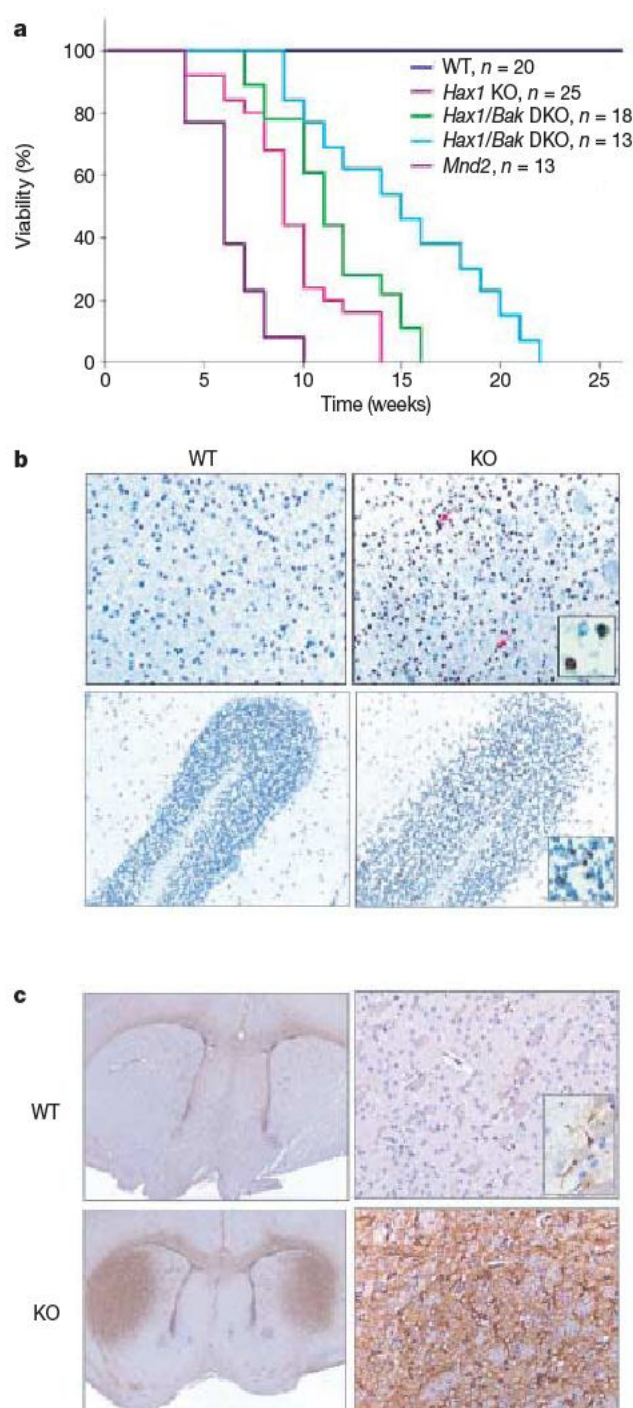 a
100
80
60
40
20
0
Viability (%)
WT, n = 20
Hax1 KO, n = 25
Hax1/Bak DKO, n = 18
Hax1/Bak DKO, n = 13
Mnd2, n = 13
0 5 10 15 20 25
Time (weeks)
b
WT KO
c
WT
KO